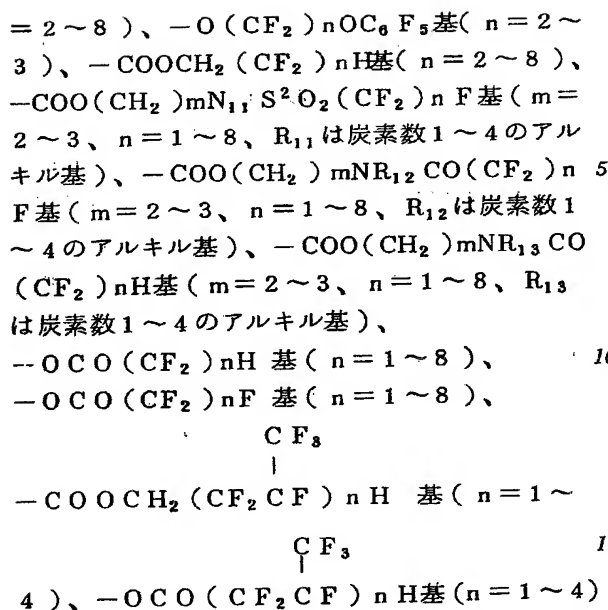 ＝2～8）、－O（CF₂）nOC₆F₅基（n＝2～
3）、－COOCH₂（CF₂）nH基（n＝2～8）、
－COO（CH₂）mN₁₁S²O₂（CF₂）nF基（m＝
2～3、n＝1～8、R₁₁は炭素数1～4のアル
キル基）、－COO（CH₂）mNR₁₂CO（CF₂）n 5
F基（m＝2～3、n＝1～8、R₁₂は炭素数1
～4のアルキル基）、－COO（CH₂）mNR₁₃CO
（CF₂）nH基（m＝2～3、n＝1～8、R₁₃
は炭素数1～4のアルキル基）、
－OCO（CF₂）nH基（n＝1～8）、
－OCO（CF₂）nF基（n＝1～8）、
CF₃
|
－COOCH₂（CF₂CF）nH 基（n＝1～
CF₃
|
4）、－OCO（CF₂CF）nH基（n＝1～4）